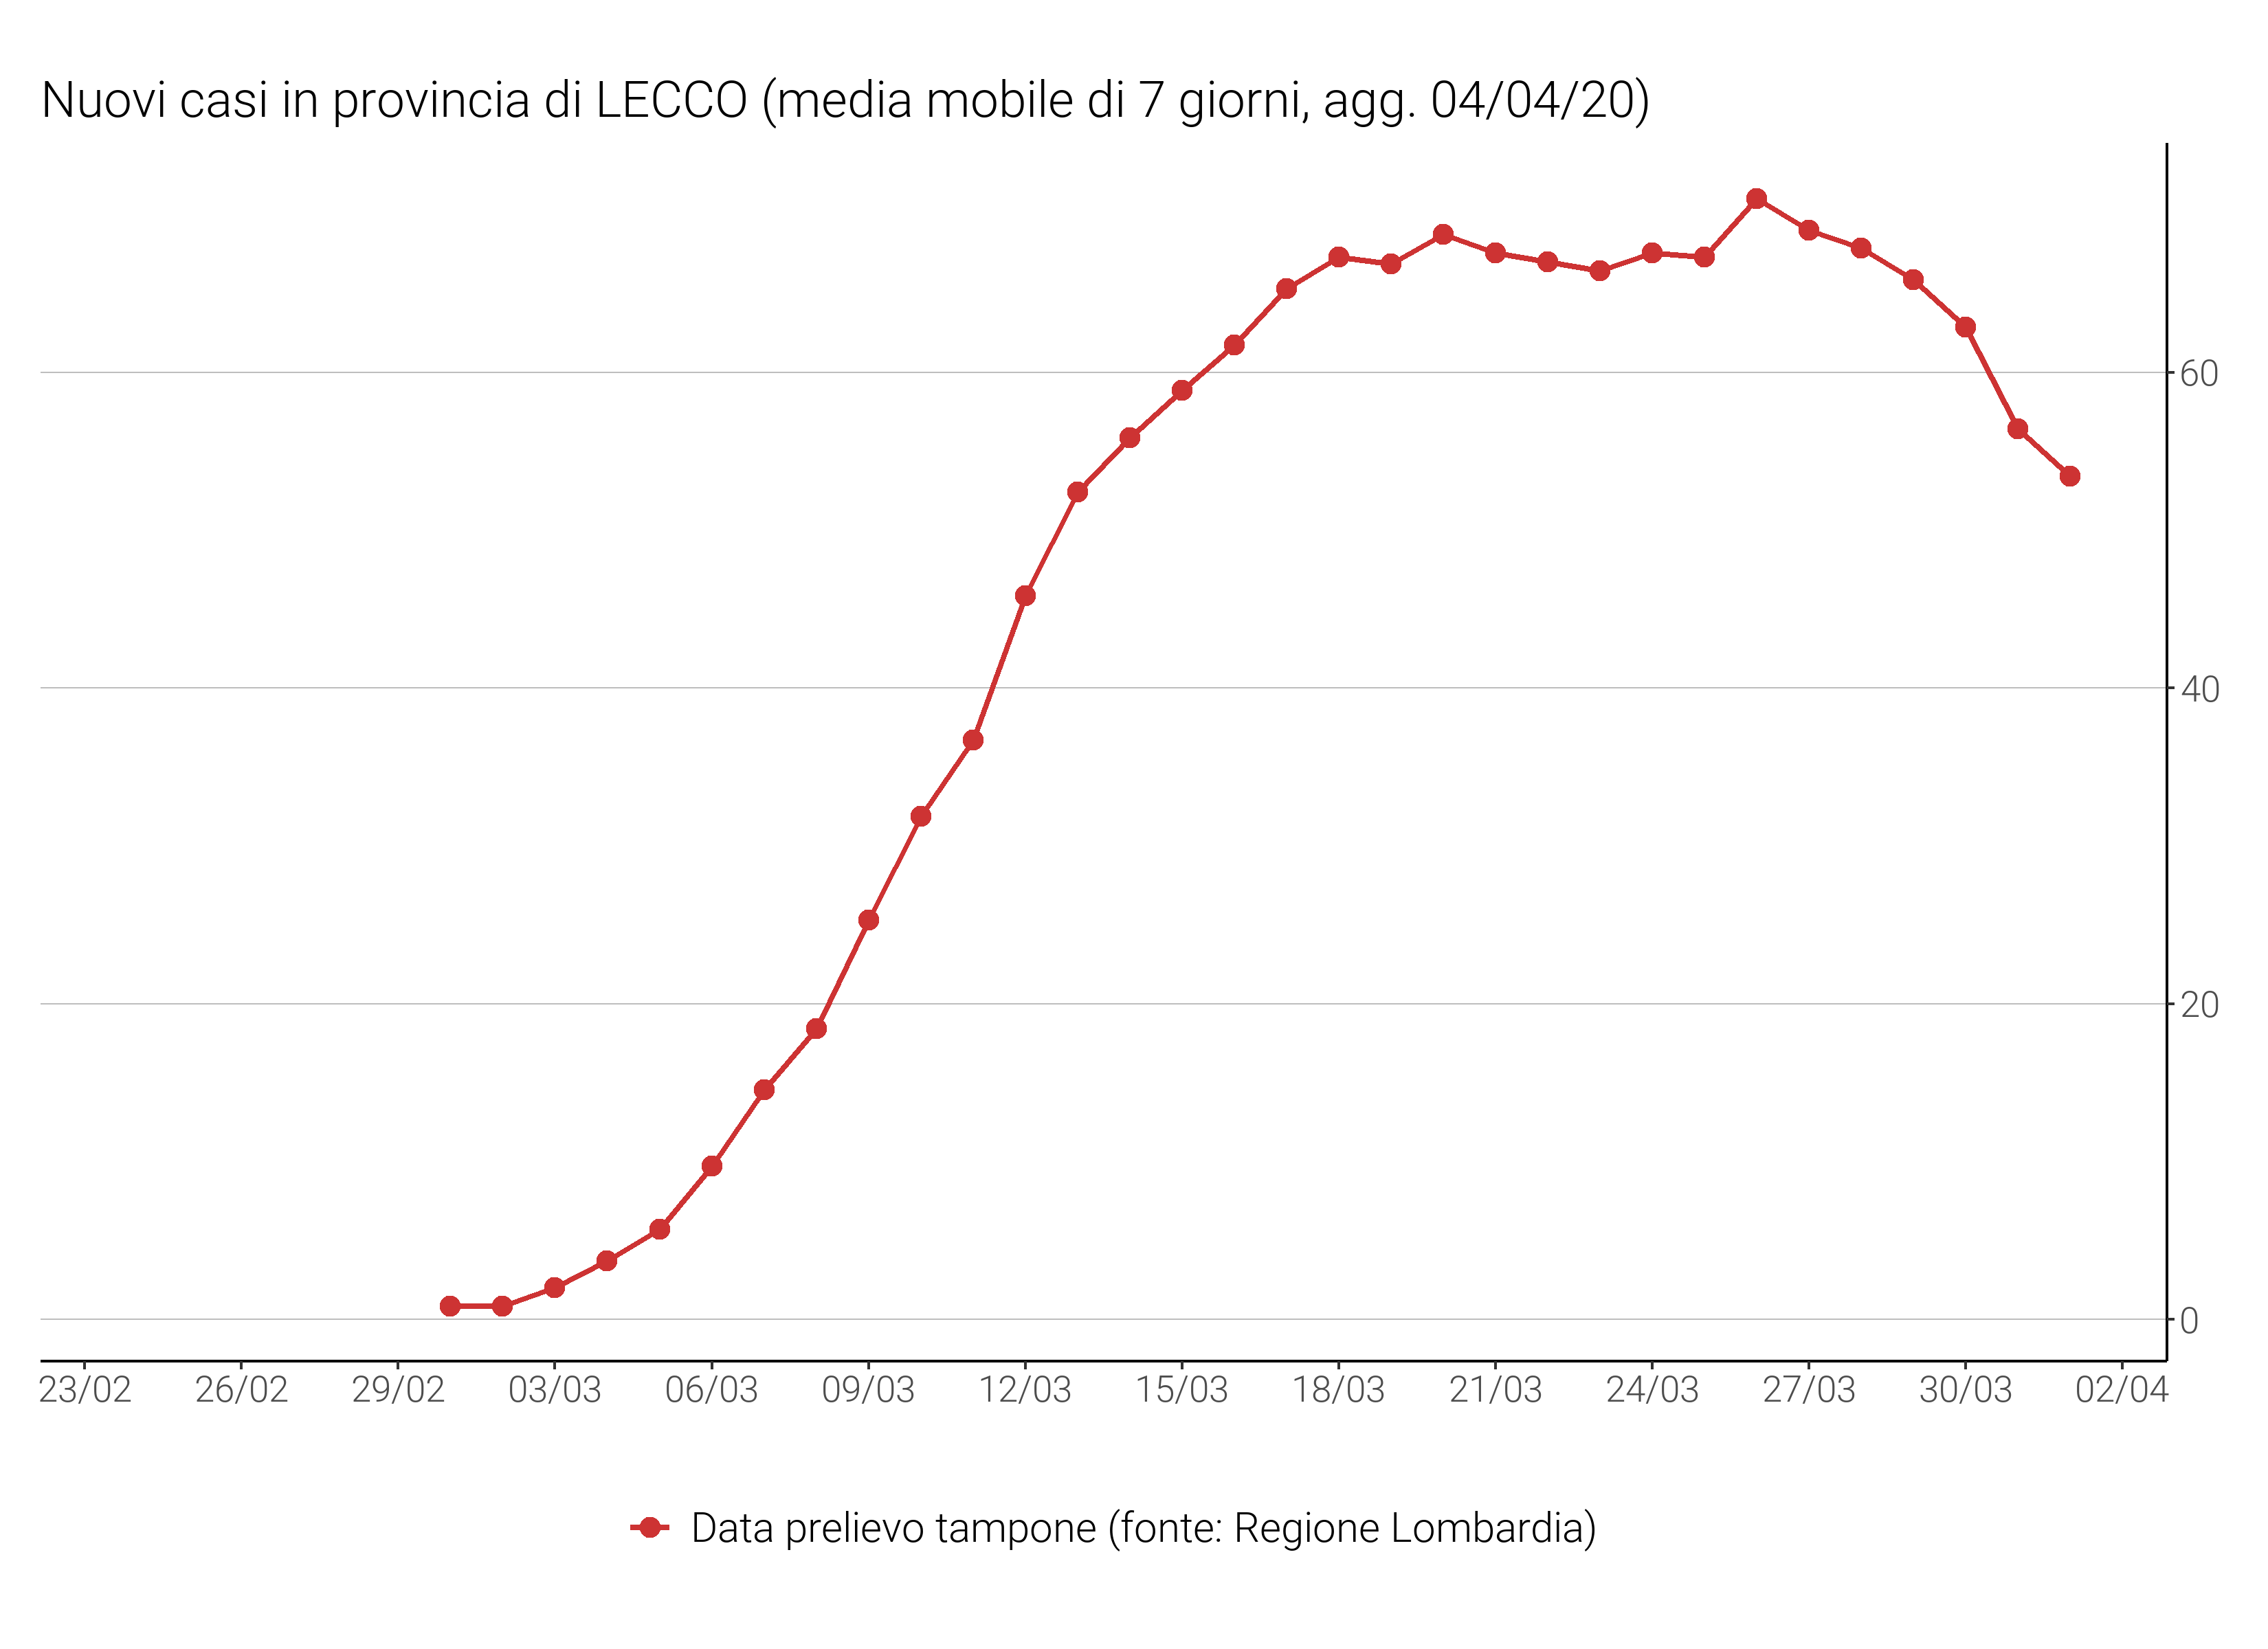 Nuovi casi in provincia di LECCO (media mobile di 7 giorni, agg. 04/04/20)
60
40
20
0
23/02 26/02 29/02 03/03 06/03 09/03 12/03 15/03 18/03 21/03 24/03 27/03 30/03 02/04
Data prelievo tampone (fonte: Regione Lombardia)